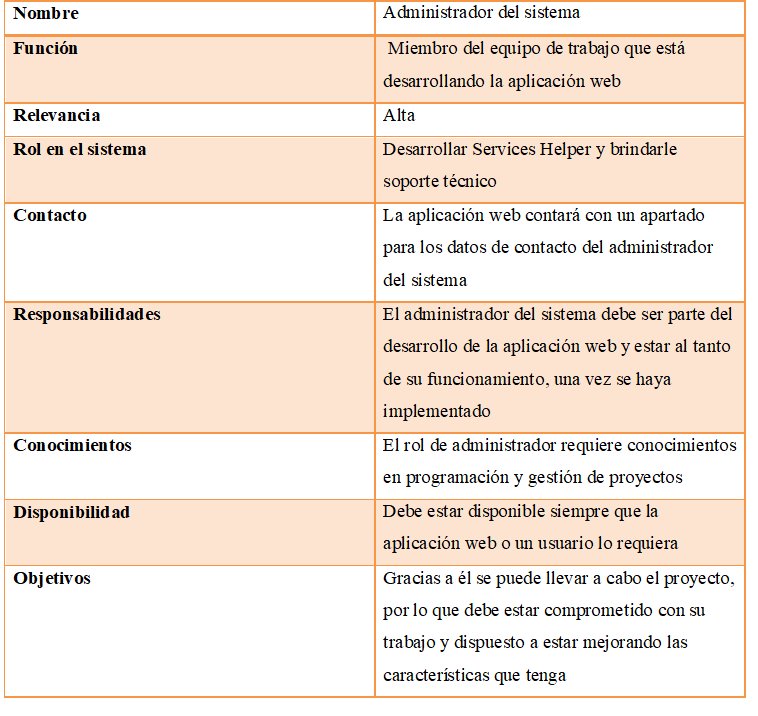 Nombre
Administrador del sistema
Función
Miembro del equipo de trabajo que está
desarrollando la aplicación web
Relevancia
Alta
Rol en el sistema
Desarrollar Services Helper y brindarle
soporte técnico
Contacto
La aplicación web contará con un apartado
para los datos de contacto del administrador
del sistema
Responsabilidades
El administrador del sistema debe ser parte del
desarrollo de la aplicación web y estar al tanto
de su funcionamiento, una vez se haya
implementado
Conocimientos
El rol de administrador requiere conocimientos
en programación y gestión de proyectos
Disponibilidad
Debe estar disponible siempre que la
aplicación web o un usuario lo requiera
Objetivos
Gracias a él se puede llevar a cabo el proyecto,
por lo que debe estar comprometido con su
trabajo y dispuesto a estar mejorando las
características que tenga